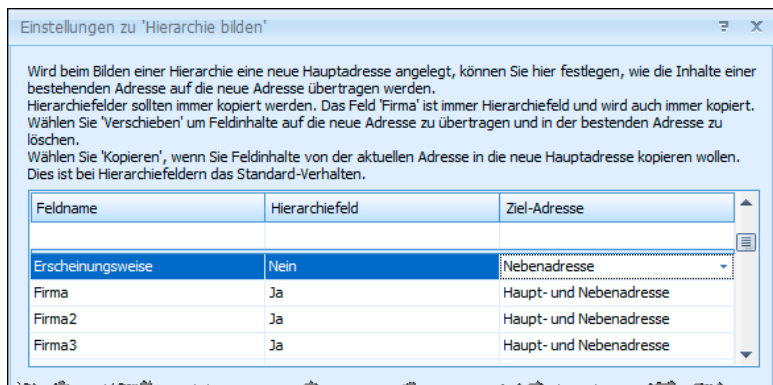 Einstellungen zu 'Hierarchie bilden'
Wird beim Bilden einer Hierarchie eine neue Hauptadresse angelegt, können Sie hier festlegen, wie die Inhalte einer
bestehenden Adresse auf die neue Adresse übertragen werden.
Hierarchiefelder sollten immer kopiert werden. Das Feld 'Firma' ist immer Hierarchiefeld und wird auch immer kopiert.
Wählen Sie 'Verschieben' um Feldinhalte auf die neue Adresse zu übertragen und in der bestenden Adresse zu
löschen.
Wählen Sie 'Kopieren', wenn Sie Feldinhalte von der aktuellen Adresse in die neue Hauptadresse kopieren wollen.
Dies ist bei Hierarchiefeldern das Standard-Verhalten.
Feldname Hierarchiefeld Ziel-Adresse
Erscheinungsweise Nein Nebenadresse
Firma Ja Haupt- und Nebenadresse
Firma2 Ja Haupt- und Nebenadresse
Firma3 Ja Haupt- und Nebenadresse